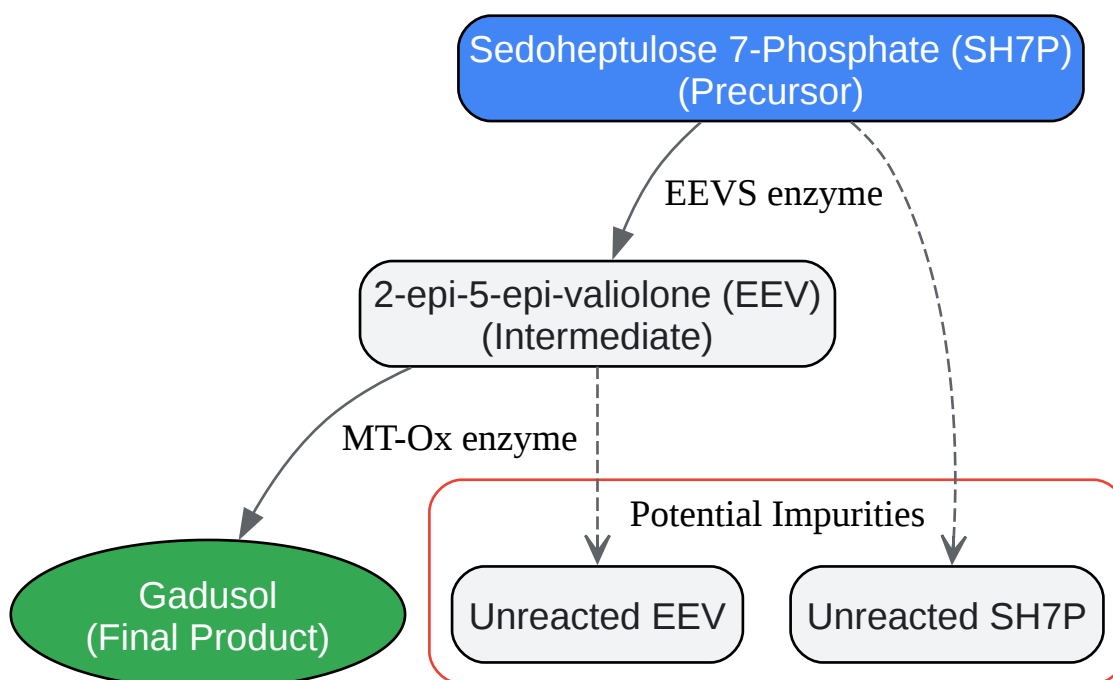 Sedoheptulose 7-Phosphate (SH7P)
(Precursor)
EEVS enzyme
2-epi-5-epi-valiolone (EEV)
(Intermediate)
MT-Ox enzyme
Potential Impurities
Gadusol
(Final Product)
Unreacted EEV
Unreacted SH7P